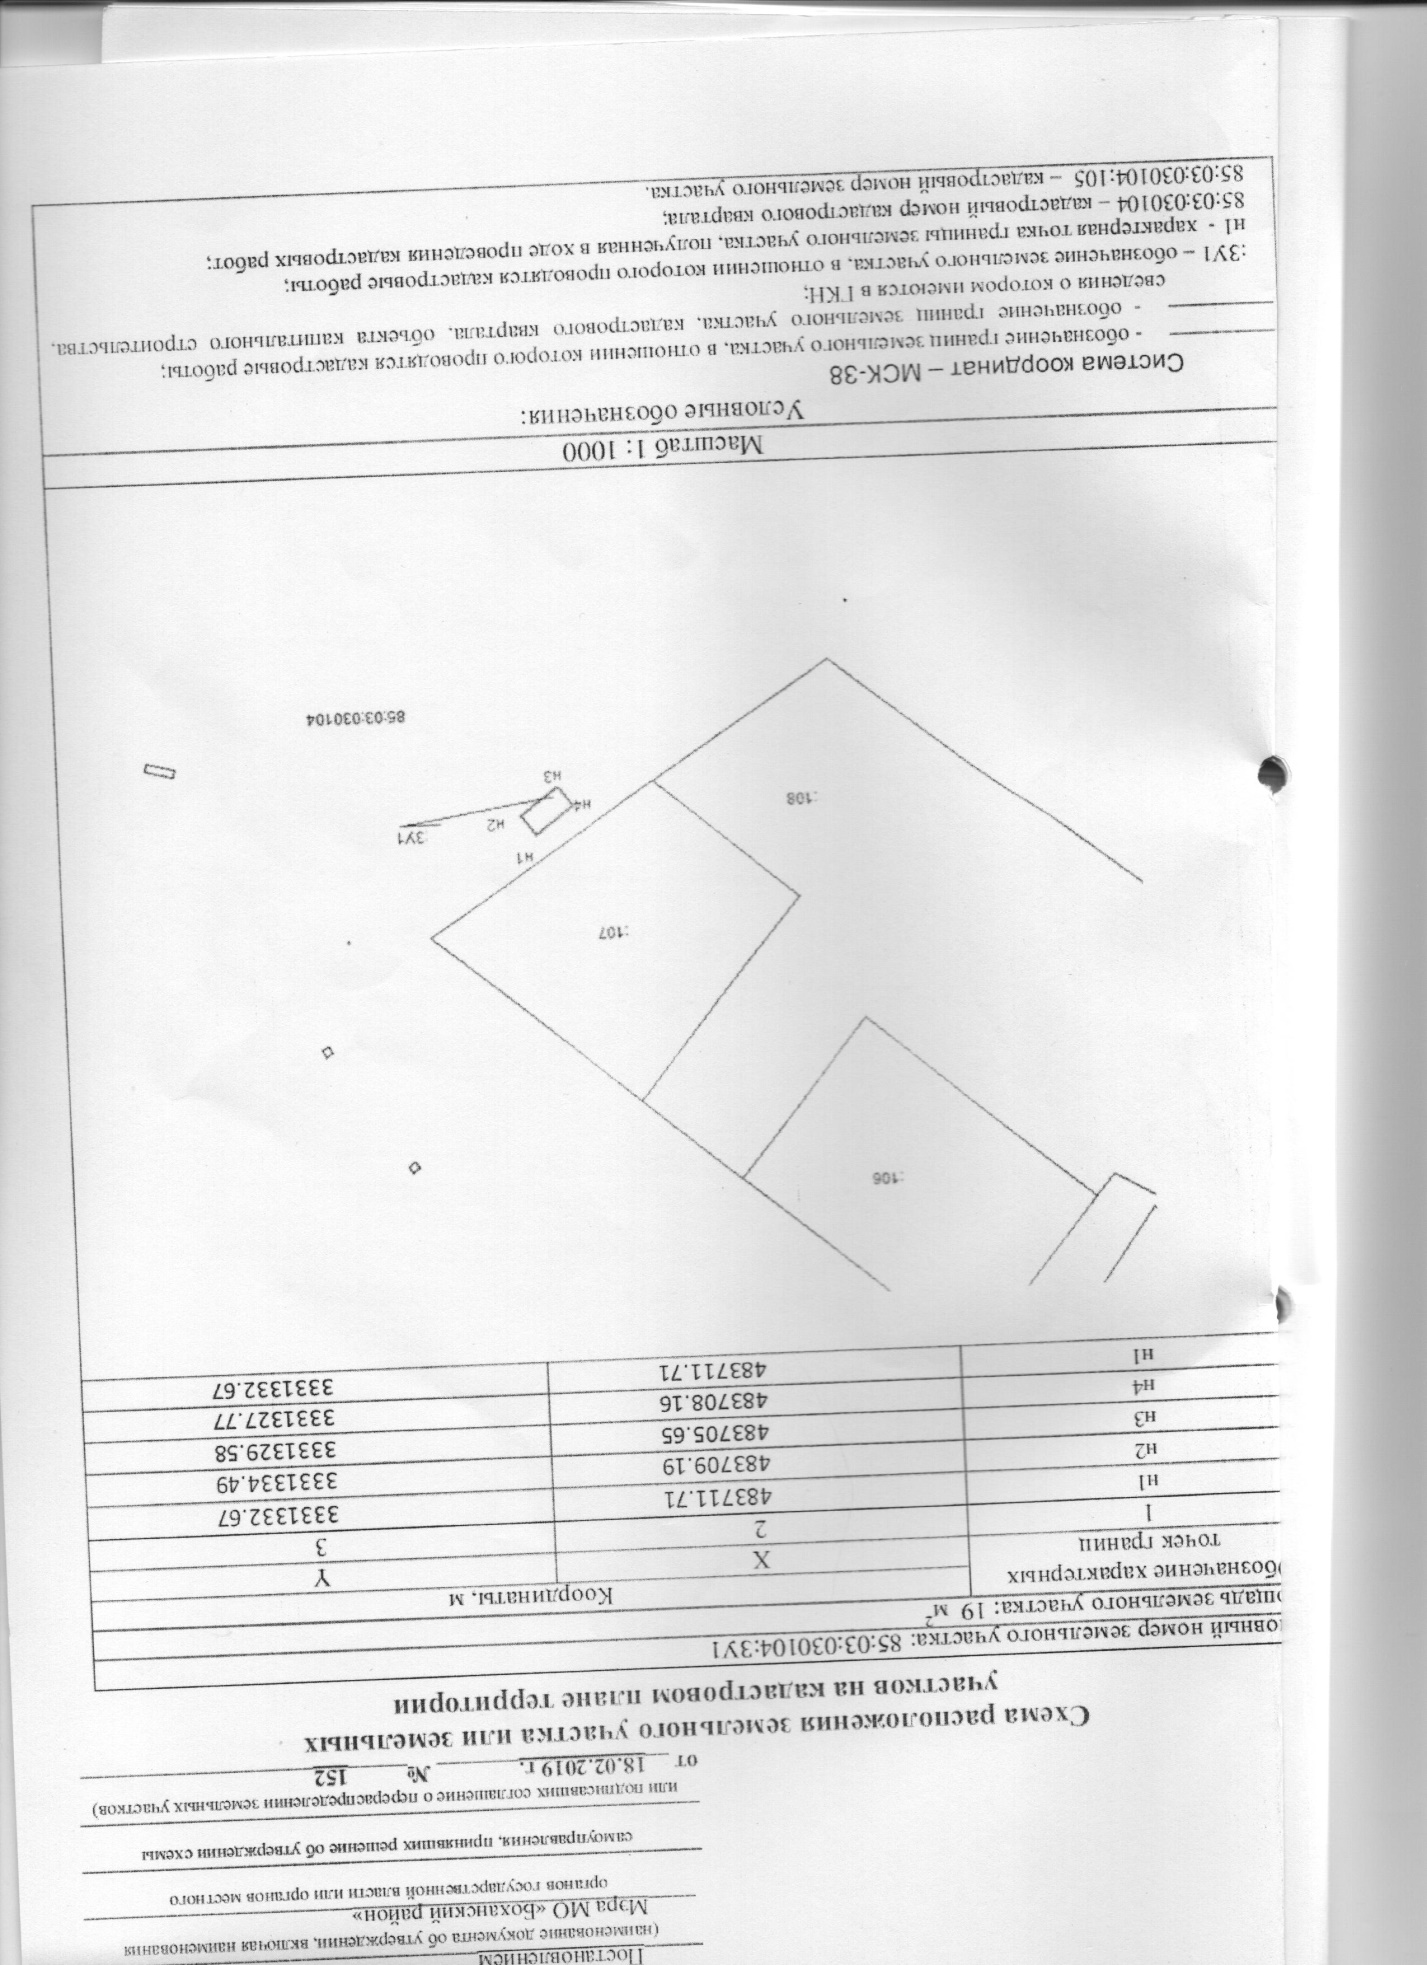 Постановлением
(наименование документа об утверждении, включая наименования
Мэра МО «Боханский район»
органов государственной власти или органов местного
самоуправления, принявших решение об утверждении схемы
или подписавших соглашение о перераспределении земельных участков)
от 18.02.2019 г. № 152
Схема расположения земельного участка или земельных
участков на кадастровом плане территории
овный номер земельного участка: 85:03:030104:ЗУ1
ощадь земельного участка: 19 м²
Обозначение характерных точек границ Координаты, м
X Y
1 2 3
н1 483711.71 3331332.67
н2 483709.19 3331334.49
н3 483705.65 3331329.58
н4 483708.16 3331327.77
н1 483711.71 3331332.67
:106
:107
н1
:ЗУ1
н2
н4
н3
:108
85:03:030104
Масштаб 1: 1000
Условные обозначения:
Система координат – МСК-38
- обозначение границ земельного участка, в отношении которого проводятся кадастровые работы;
- обозначение границ земельного участка, кадастрового квартала, объекта капитального строительства,
сведения о котором имеются в ГКН;
:ЗУ1 – обозначение земельного участка, в отношении которого проводятся кадастровые работы;
н1 - характерная точка границы земельного участка, полученная в ходе проведения кадастровых работ;
85:03:030104 – кадастровый номер кадастрового квартала;
85:03:030104:105 – кадастровый номер земельного участка.